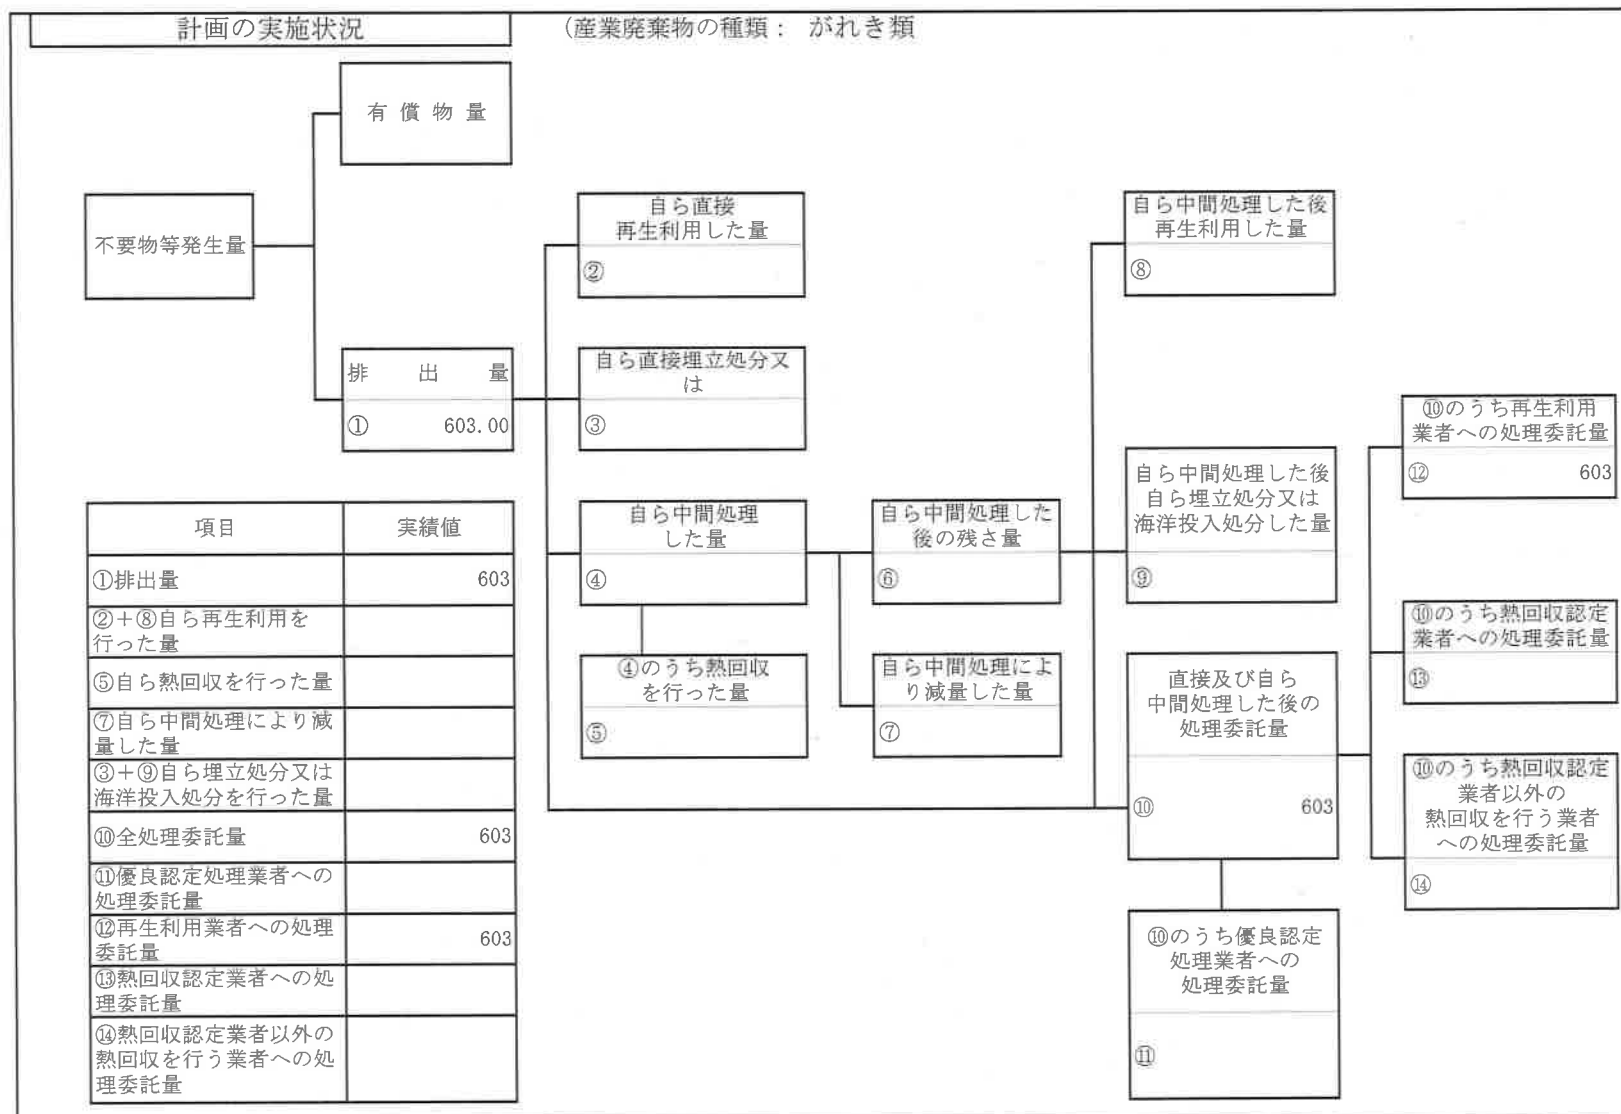 計画の実施状況
(産業廃棄物の種類： がれき類
有償物量
不要物等発生量
自ら直接
再生利用した量
②
自ら中間処理した後
再生利用した量
⑧
排出量
① 603.00
自ら直接埋立処分又
は
③
⑩のうち再生利用
業者への処理委託量
⑫ 603
自ら中間処理した後
自ら埋立処分又は
海洋投入処分した量
⑨
自ら中間処理
した量
④
自ら中間処理した
後の残さ量
⑥
⑩のうち熱回収認定
業者への処理委託量
⑬
④のうち熱回収
を行った量
⑤
自ら中間処理によ
り減量した量
⑦
直接及び自ら
中間処理した後の
処理委託量
⑩ 603
⑩のうち熱回収認定
業者以外の
熱回収を行う業者
への処理委託量
⑭
⑩のうち優良認定
処理業者への
処理委託量
⑪
項目 実績値
①排出量 603
②＋⑧自ら再生利用を
行った量
⑤自ら熱回収を行った量
⑦自ら中間処理により減
量した量
③＋⑨自ら埋立処分又は
海洋投入処分を行った量
⑩全処理委託量 603
⑪優良認定処理業者への
処理委託量
⑫再生利用業者への処理
委託量 603
⑬熱回収認定業者への処
理委託量
⑭熱回収認定業者以外の
熱回収を行う業者への処
理委託量